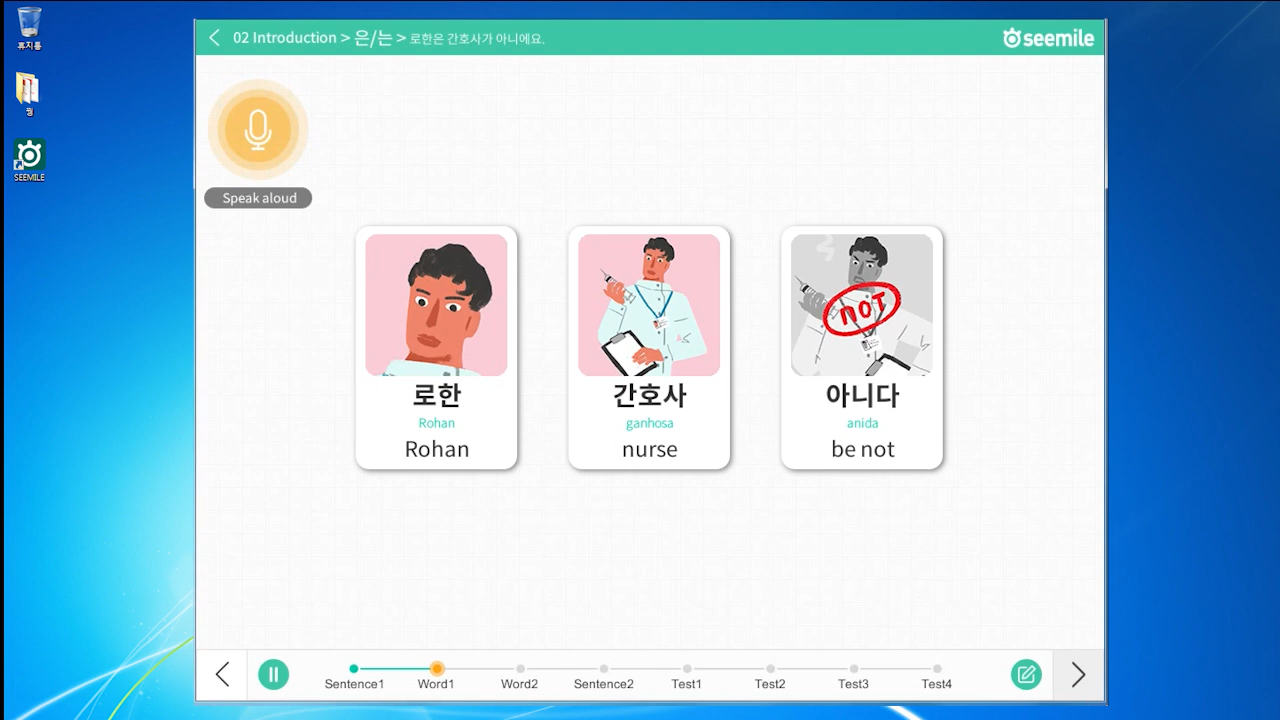 휴지통
SEEMILE
02 Introduction > 은/는 > 로한은 간호사가 아니에요.
seemile
Speak aloud
로한
Rohan
Rohan
간호사
ganhosa
nurse
NOT
아니다
anida
be not
Sentence1
Word1
Word2
Sentence2
Test1
Test2
Test3
Test4